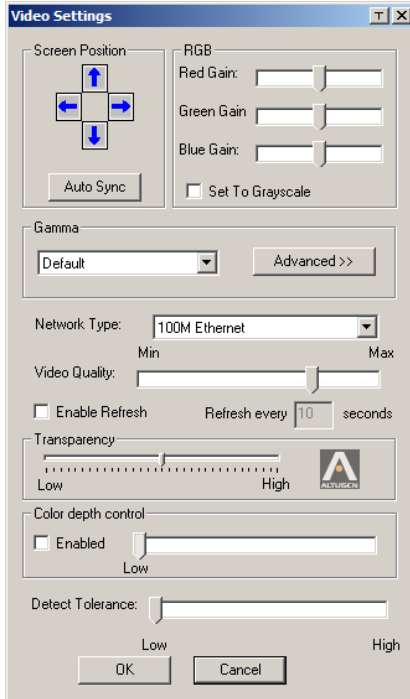 Video Settings
Screen Position
Auto Sync
RGB
Red Gain:
Green Gain
Blue Gain:
Set To Grayscale
Gamma
Default
Advanced >>
Network Type:
100M Ethernet
Min
Max
Video Quality:
Enable Refresh
Refresh every
10
seconds
Transparency
Low
High
ALTUSEN
Color depth control
Enabled
Low
Detect Tolerance:
Low
High
OK
Cancel